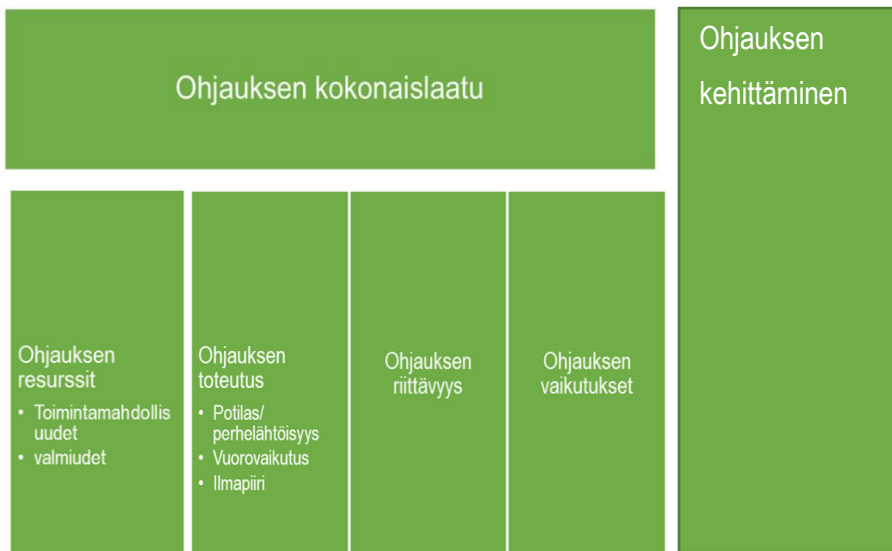 Ohjauksen kokonaislaatu
Ohjauksen
kehittäminen
Ohjauksen
resurssit
• Toimintamahdollis
uudet
• valmiudet
Ohjauksen
toteutus
• Potilas/
perhelähtöisyys
• Vuorovaikutus
• Ilmapiiri
Ohjauksen
riittävyys
Ohjauksen
vaikutukset